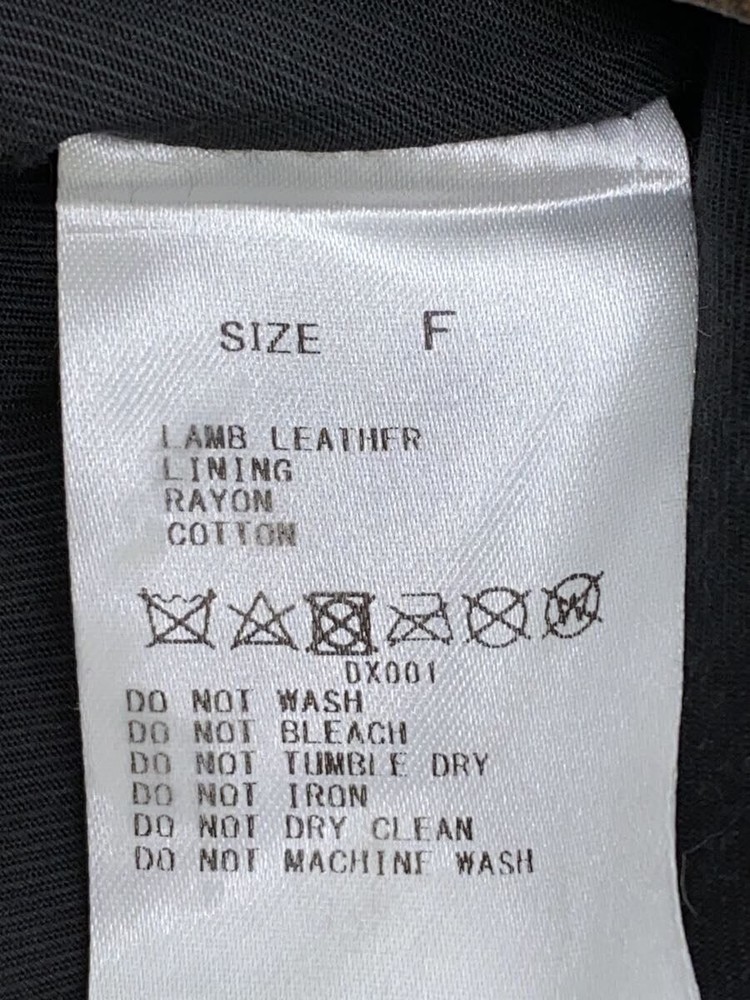 SIZE F
LAMB LEATHER
LINING
RAYON
COTTON
W
DX001
DO NOT WASH
DO NOT BLEACH
DO NOT TUMBLE DRY
DO NOT IRON
DO NOT DRY CLEAN
DO NOT MACHINE WASH